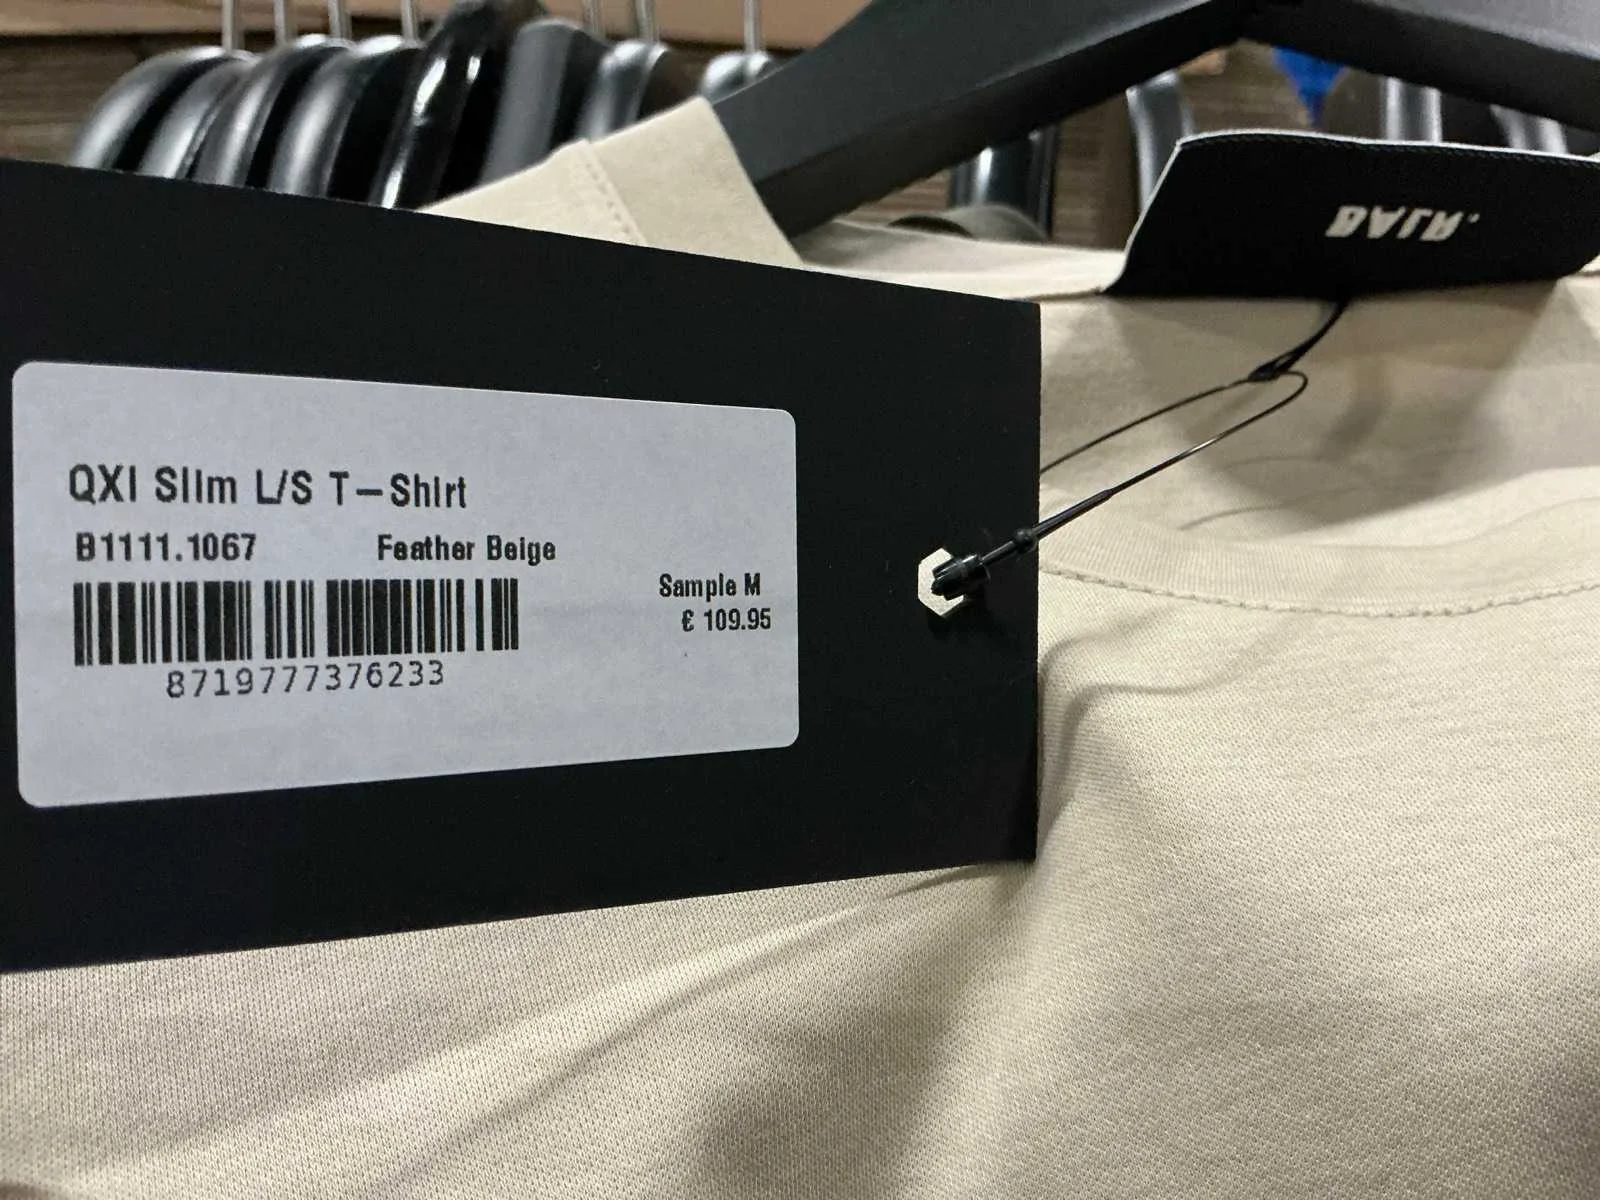 BALR.
QXI Slim L/S T-Shirt
B1111.1067 Feather Beige
Sample M
€ 109.95
8719777376233